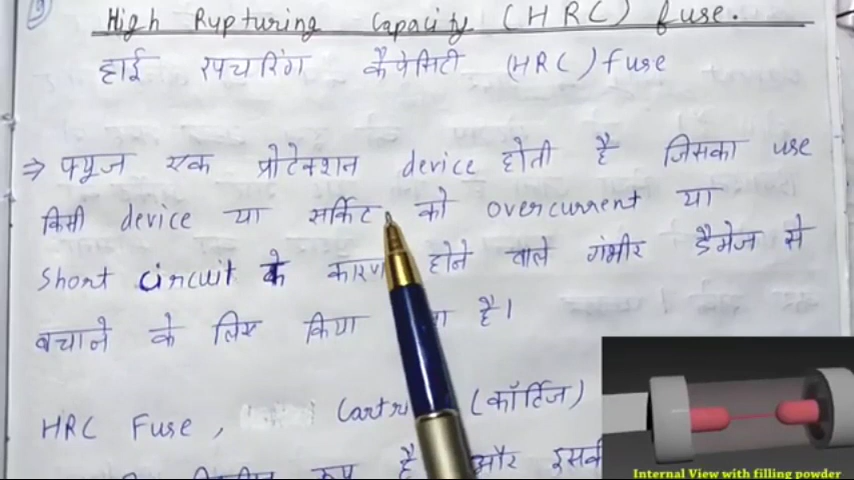 High Rupturing Capacity (HRC) fuse.
हाई रपचरिंग कैपेसिटी (HRC) fuse
⇒ फ्यूज एक प्रोटेक्शन device होती है जिसका use
किसी device या सर्किट को overcurrent या
Short circuit के कारण होने वाले गंभीर डैमेज से
बचाने के लिए किया है।
HRC Fuse, (कॉर्टिज)
रूप है और इसकी
Internal View with filling powder